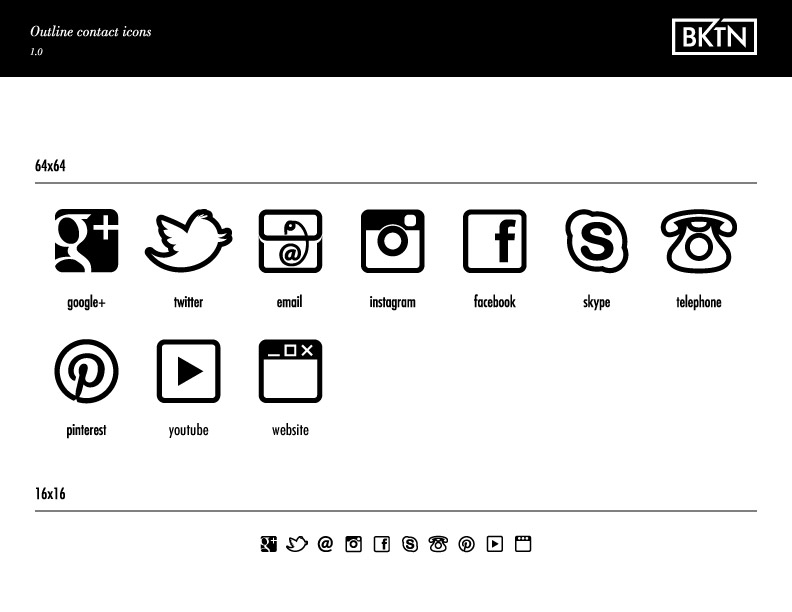 Outline contact icons
1.0
BKTN
64x64
google+ twitter email instagram facebook skype telephone
pinterest youtube website
16x16